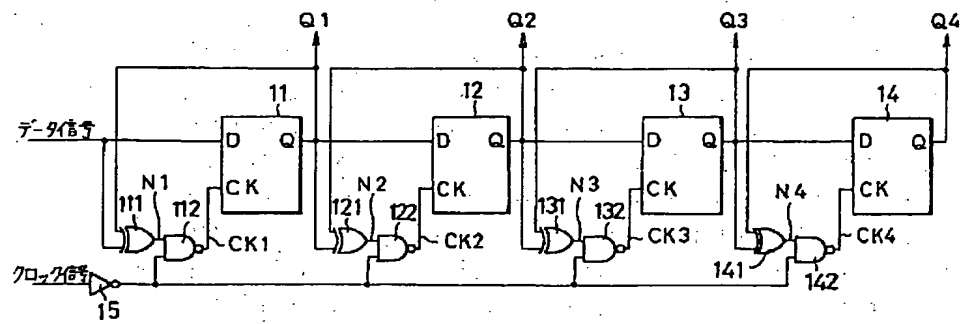 Q1 Q2 Q3 Q4
11 12 13 14
データ信号 D Q D Q D Q D Q
CK CK CK CK
N1 N2 N3 N4
111 112 121 122 131 132
CK1 CK2 CK3 CK4
141 142
クロック信号
15